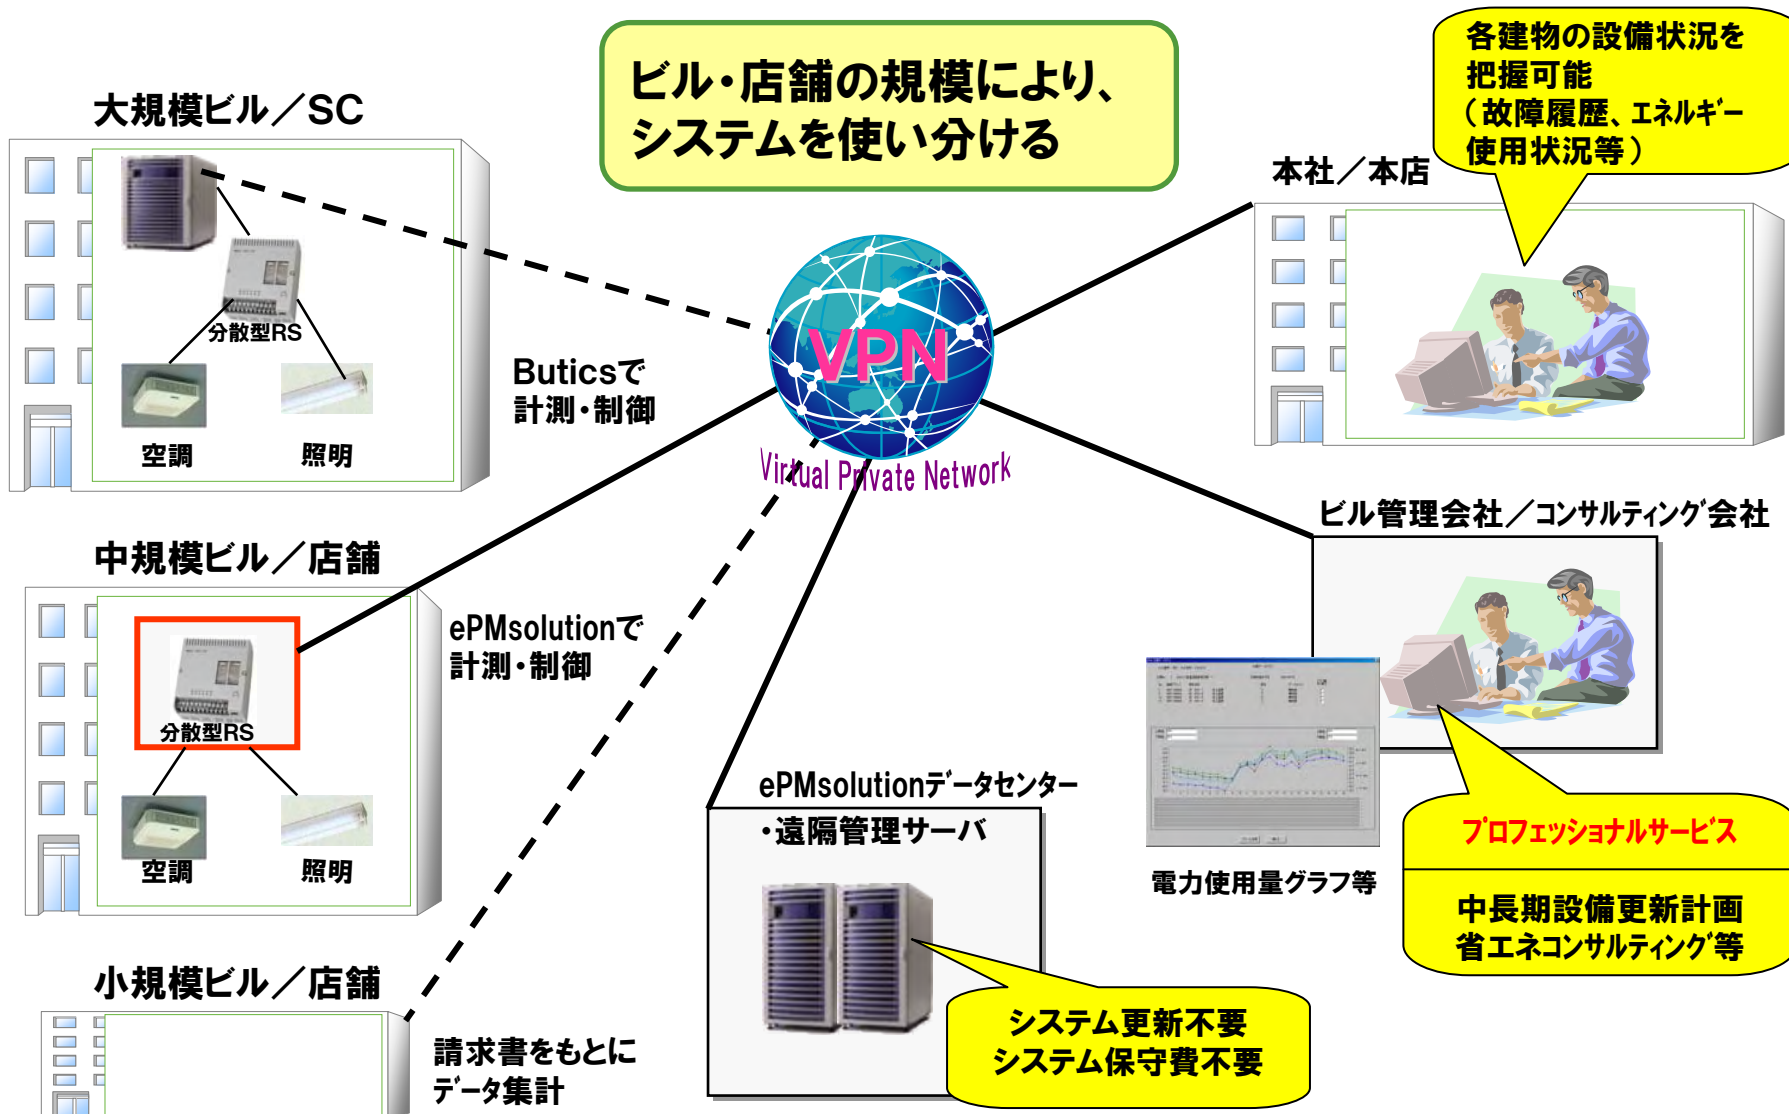 ビル・店舗の規模により、
システムを使い分ける
各建物の設備状況を
把握可能
（故障履歴、エネルギー
使用状況等）
大規模ビル／SC
分散型RS
空調
照明
Buticsで
計測・制御
VPN
Virtual Private Network
本社／本店
ビル管理会社／コンサルティング会社
中規模ビル／店舗
分散型RS
空調
照明
ePMsolutionで
計測・制御
ePMsolutionデータセンター
・遠隔管理サーバ
電力使用量グラフ等
プロフェッショナルサービス
中長期設備更新計画
省エネコンサルティング等
システム更新不要
システム保守費不要
小規模ビル／店舗
請求書をもとに
データ集計